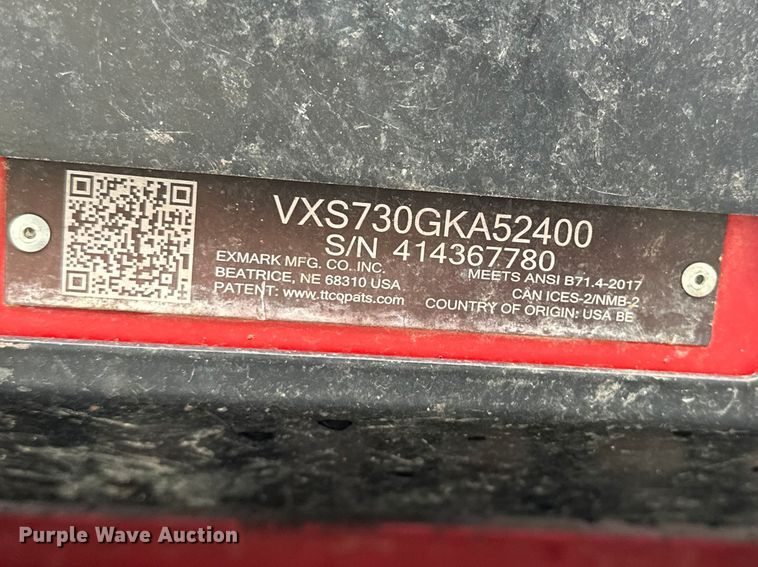 VXS730GKA52400
S/N 414367780
EXMARK MFG. CO. INC.
BEATRICE, NE 68310 USA
PATENT: www.ttcopats.com
MEETS ANSI B71.4-2017
CAN ICES-2/NMB-2
COUNTRY OF ORIGIN: USA BE
Purple Wave Auction